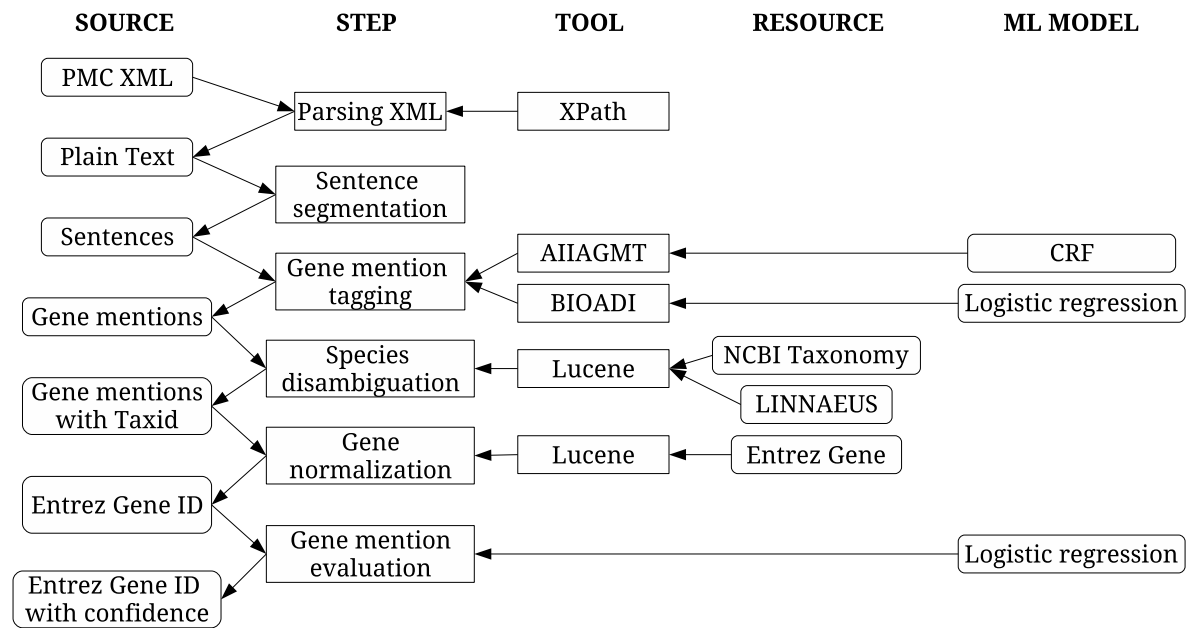 SOURCE STEP TOOL RESOURCE ML MODEL
PMC XML
Parsing XML XPath
Plain Text
Sentence
segmentation
Sentences
AIIAGMT CRF
Gene mention
tagging
BIOADI Logistic regression
Gene mentions
Species
disambiguation
Lucene
NCBI Taxonomy
LINNAEUS
Gene mentions
with Taxid
Gene
normalization
Lucene Entrez Gene
Entrez Gene ID
Gene mention
evaluation
Logistic regression
Entrez Gene ID
with confidence